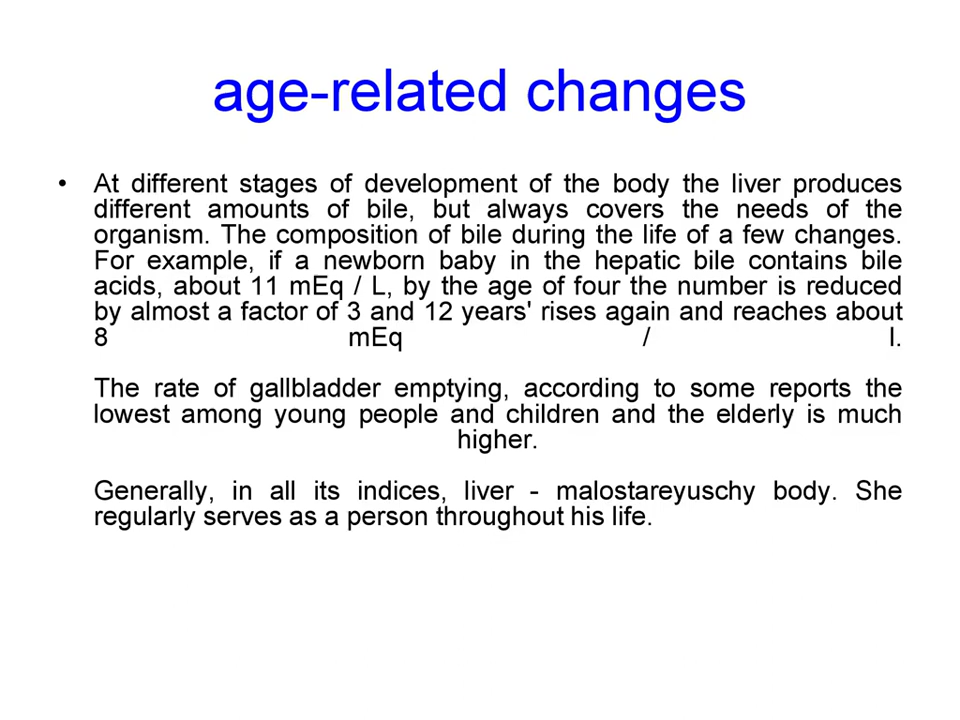 age-related changes
• At different stages of development of the body the liver produces
different amounts of bile, but always covers the needs of the
organism. The composition of bile during the life of a few changes.
For example, if a newborn baby in the hepatic bile contains bile
acids, about 11 mEq / L, by the age of four the number is reduced
by almost a factor of 3 and 12 years' rises again and reaches about
8 mEq / l.
The rate of gallbladder emptying, according to some reports the
lowest among young people and children and the elderly is much
higher.
Generally, in all its indices, liver - malostareyuschy body. She
regularly serves as a person throughout his life.